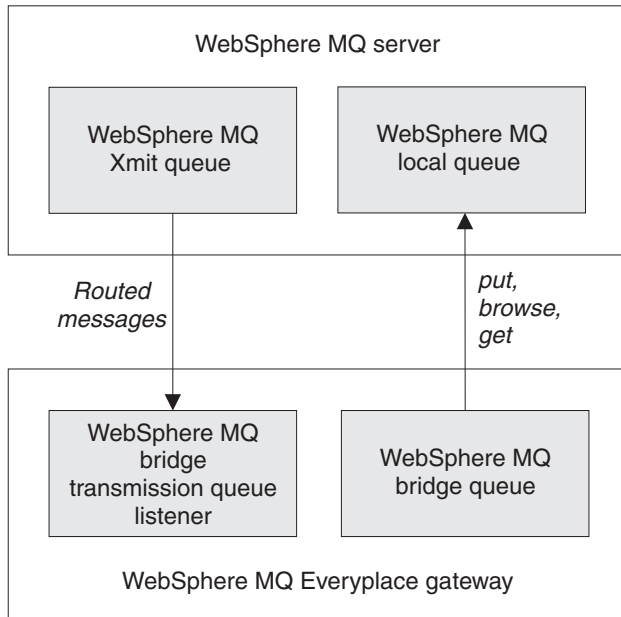 WebSphere MQ server
WebSphere MQ
Xmit queue
WebSphere MQ
local queue
Routed
messages
put,
browse,
get
WebSphere MQ
bridge
transmission queue
listener
WebSphere MQ
bridge queue
WebSphere MQ Everyplace gateway